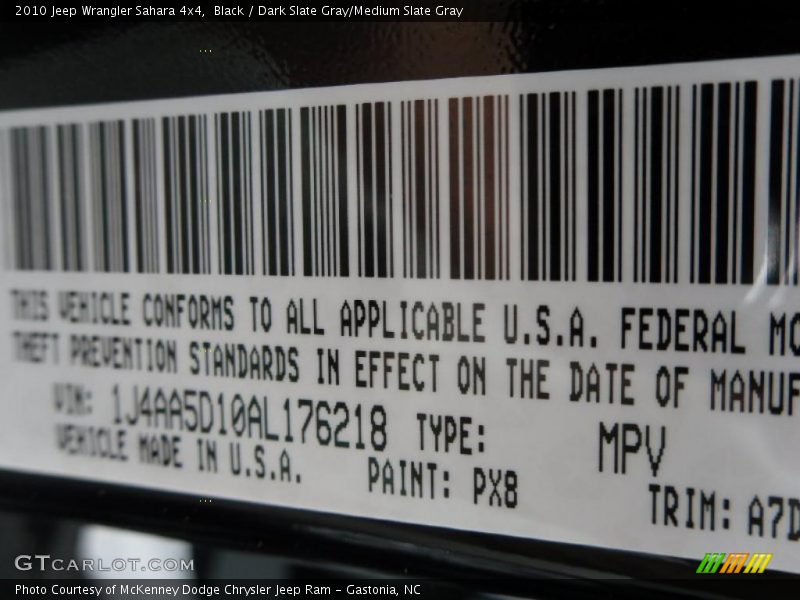 2010 Jeep Wrangler Sahara 4x4, Black / Dark Slate Gray/Medium Slate Gray
THIS VEHICLE CONFORMS TO ALL APPLICABLE U.S.A. FEDERAL MO
THEFT PREVENTION STANDARDS IN EFFECT ON THE DATE OF MANUF
VIN: 1J4AA5D10AL176218 TYPE: MPV
VEHICLE MADE IN U.S.A. PAINT: PX8 TRIM: A7D
GTCARLOT.COM
Photo Courtesy of McKenney Dodge Chrysler Jeep Ram - Gastonia, NC